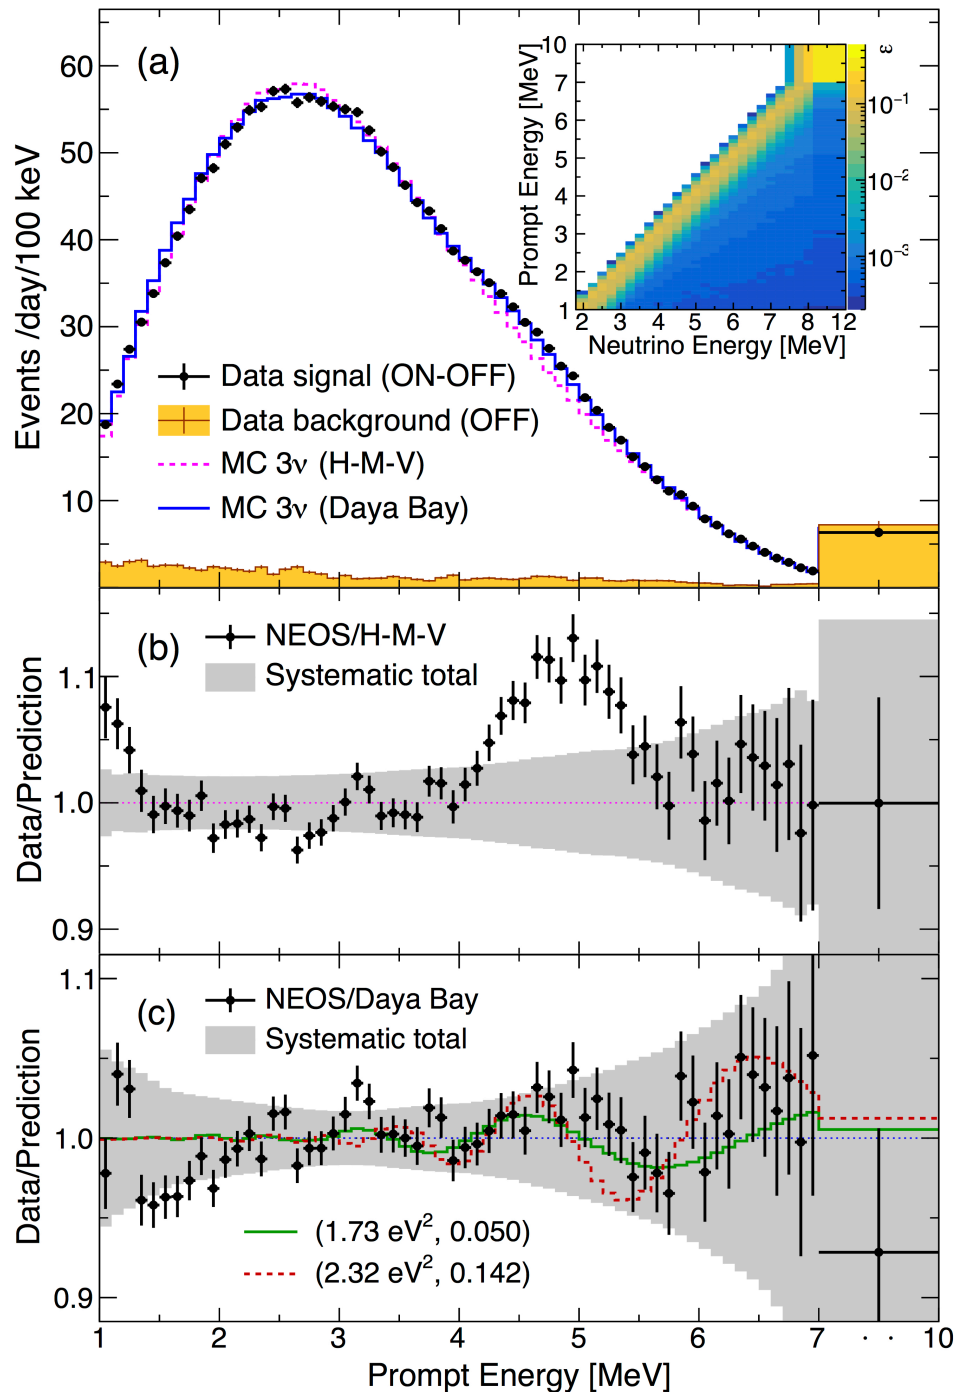 (a)
Events /day/100 keV
60
50
40
30
20
10
Data signal (ON-OFF)
Data background (OFF)
MC 3ν (H-M-V)
MC 3ν (Daya Bay)
Prompt Energy [MeV]
10
7
6
5
4
3
2
1
2 3 4 5 6 7 8 12
Neutrino Energy [MeV]
ε
10⁻¹
10⁻²
10⁻³
(b)
NEOS/H-M-V
Systematic total
Data/Prediction
1.1
1.0
0.9
(c)
NEOS/Daya Bay
Systematic total
Data/Prediction
1.1
1.0
0.9
(1.73 eV², 0.050)
(2.32 eV², 0.142)
1 2 3 4 5 6 7 · · 10
Prompt Energy [MeV]